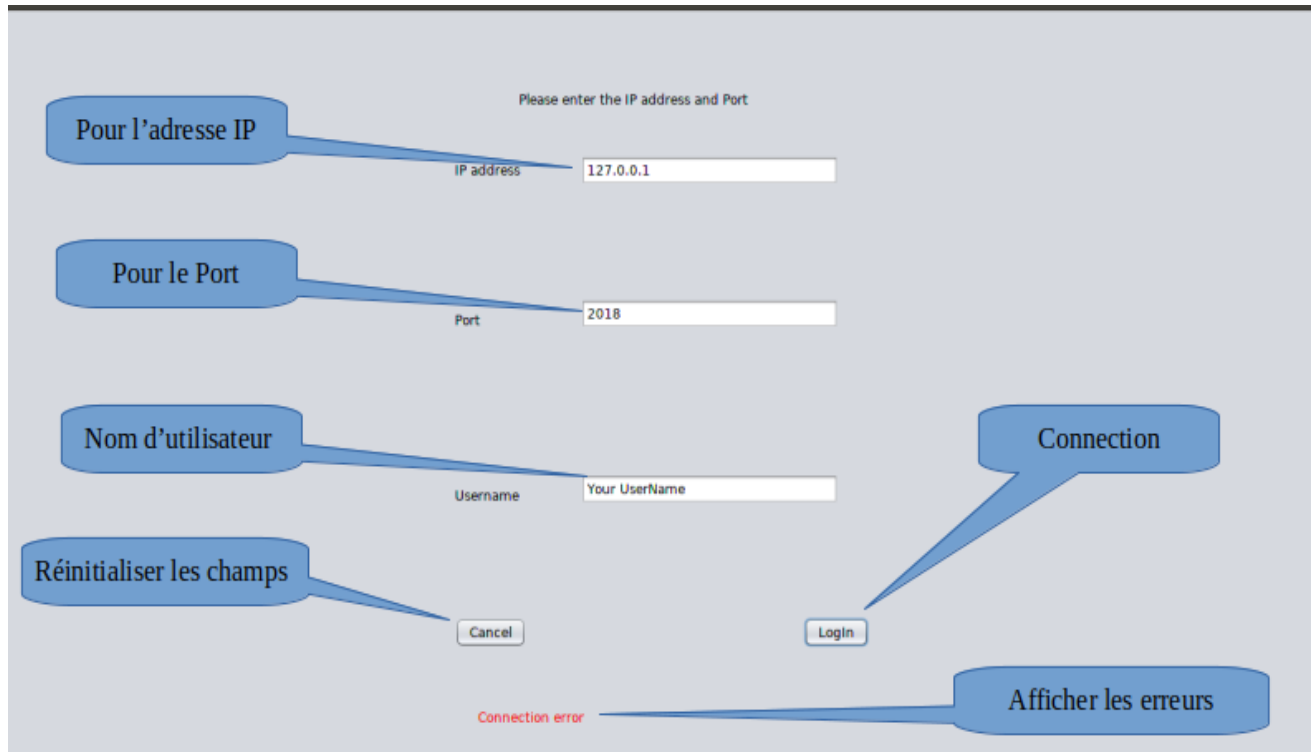 Please enter the IP address and Port
Pour l’adresse IP
IP address
127.0.0.1
Pour le Port
Port
2018
Nom d’utilisateur
Connection
Username
Your UserName
Réinitialiser les champs
Cancel
LogIn
Afficher les erreurs
Connection error